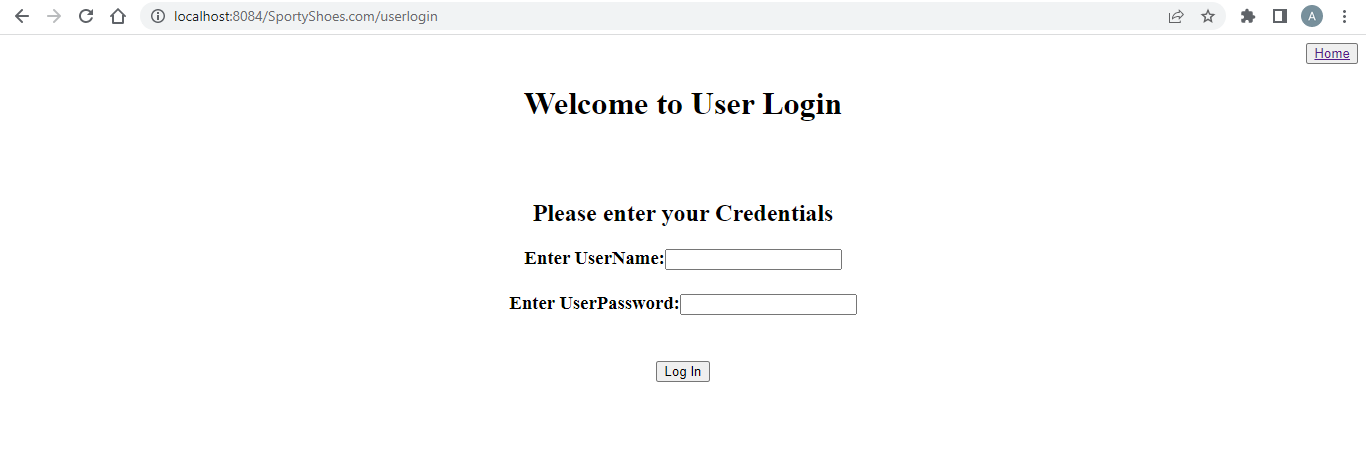 localhost:8084/SportyShoes.com/userlogin
A
Home
Welcome to User Login
Please enter your Credentials
Enter UserName:
Enter UserPassword:
Log In